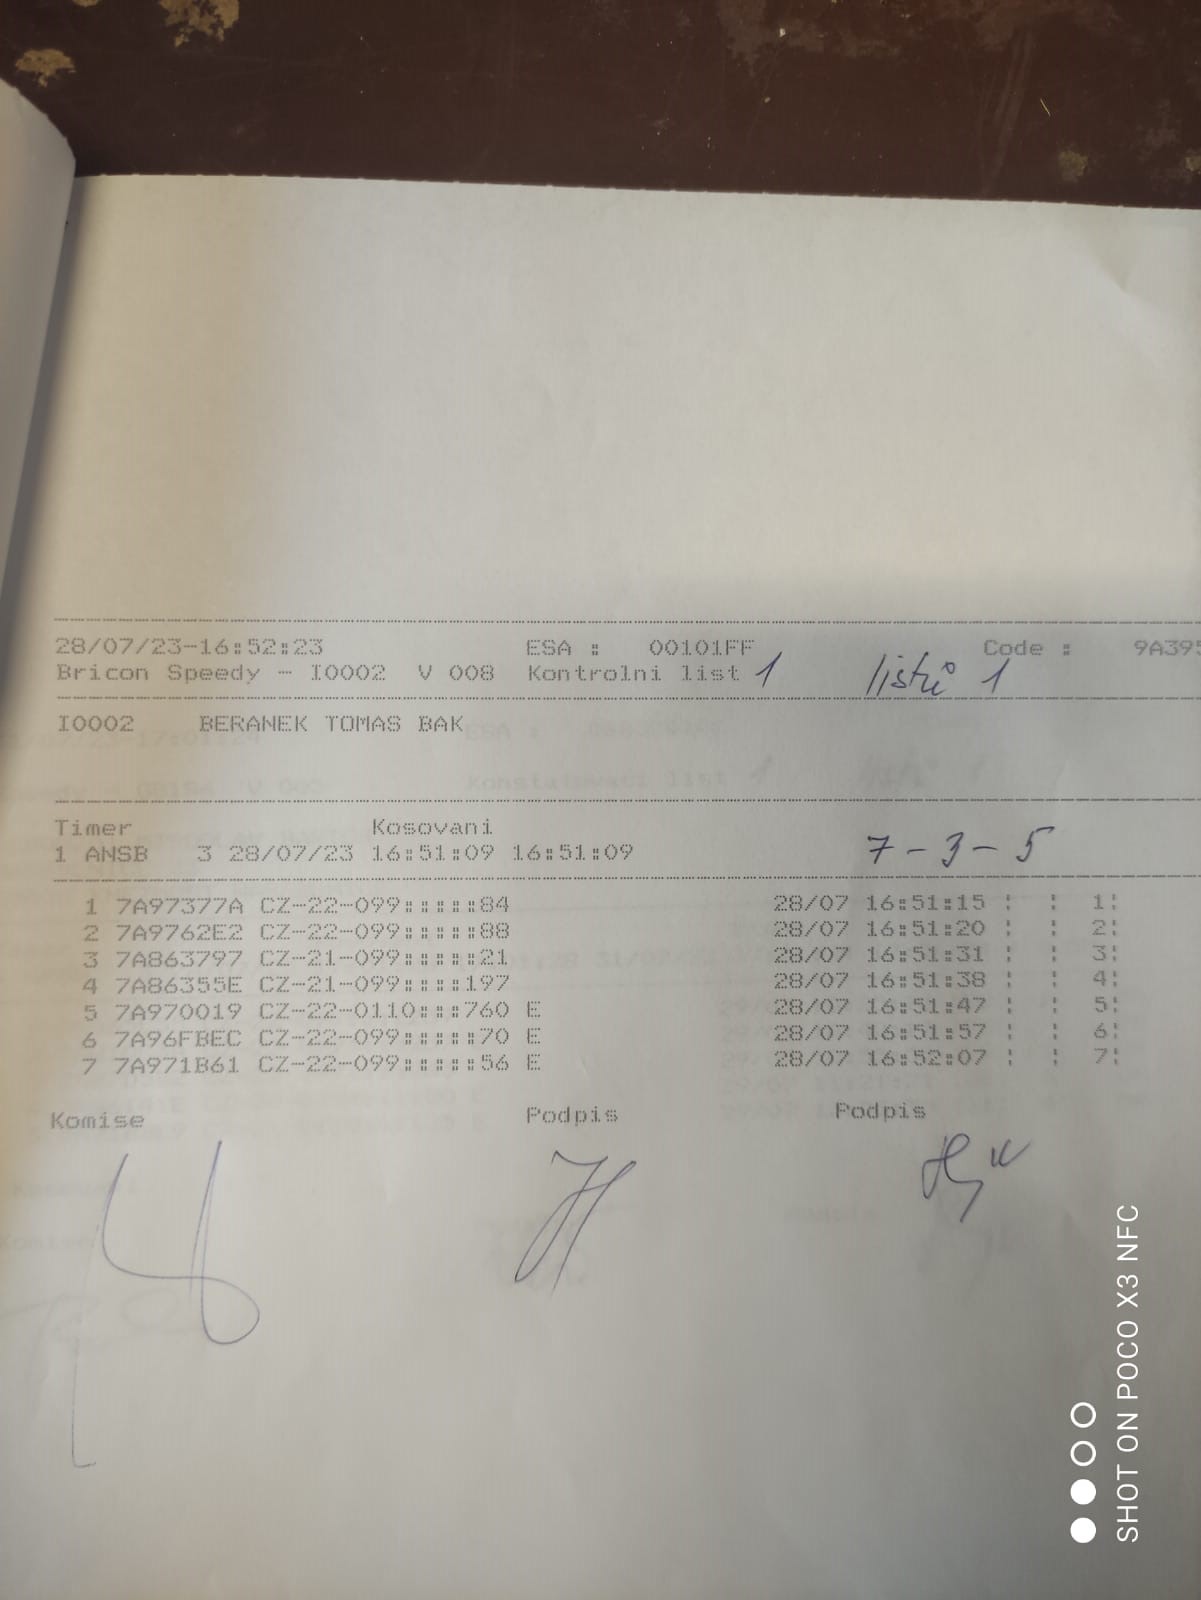 28/07/23-16:52:23 ESA : 00101FF Code : 9A395
Bricon Speedy - I0002 V 008 Kontrolni list 1 listů 1
I0002 BERANEK TOMAS BAK
Timer Kosovani
1 ANSB 3 28/07/23 16:51:09 16:51:09 7-3-5
1 7A97377A CZ-22-099:::::84 28/07 16:51:15 : : 1:
2 7A9762E2 CZ-22-099:::::88 28/07 16:51:20 : : 2:
3 7A863797 CZ-21-099:::::21 28/07 16:51:31 : : 3:
4 7A86355E CZ-21-099::::197 28/07 16:51:38 : : 4:
5 7A970019 CZ-22-0110:::760 E 28/07 16:51:47 : : 5:
6 7A96FBEC CZ-22-099:::::70 E 28/07 16:51:57 : : 6:
7 7A971B61 CZ-22-099:::::56 E 28/07 16:52:07 : : 7:
Komise Podpis Podpis
SHOT ON POCO X3 NFC